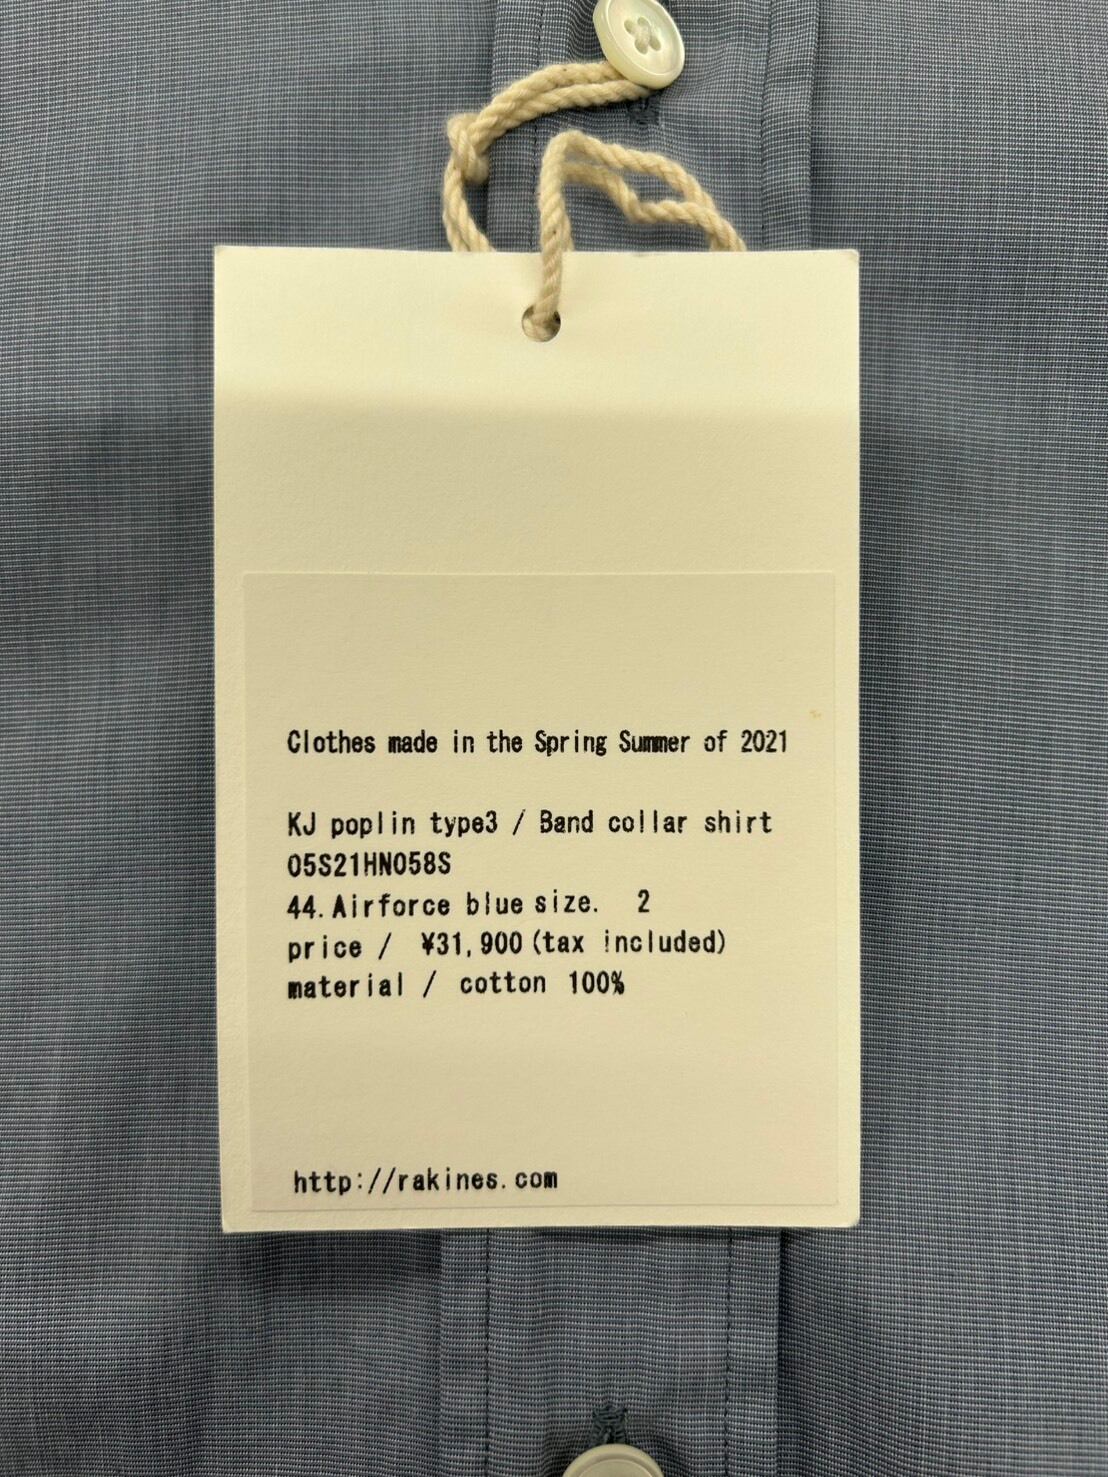 Clothes made in the Spring Summer of 2021
KJ poplin type3 / Band collar shirt
05S21HN058S
44.Airforce blue size. 2
price / ¥31,900(tax included)
material / cotton 100%
http://rakines.com